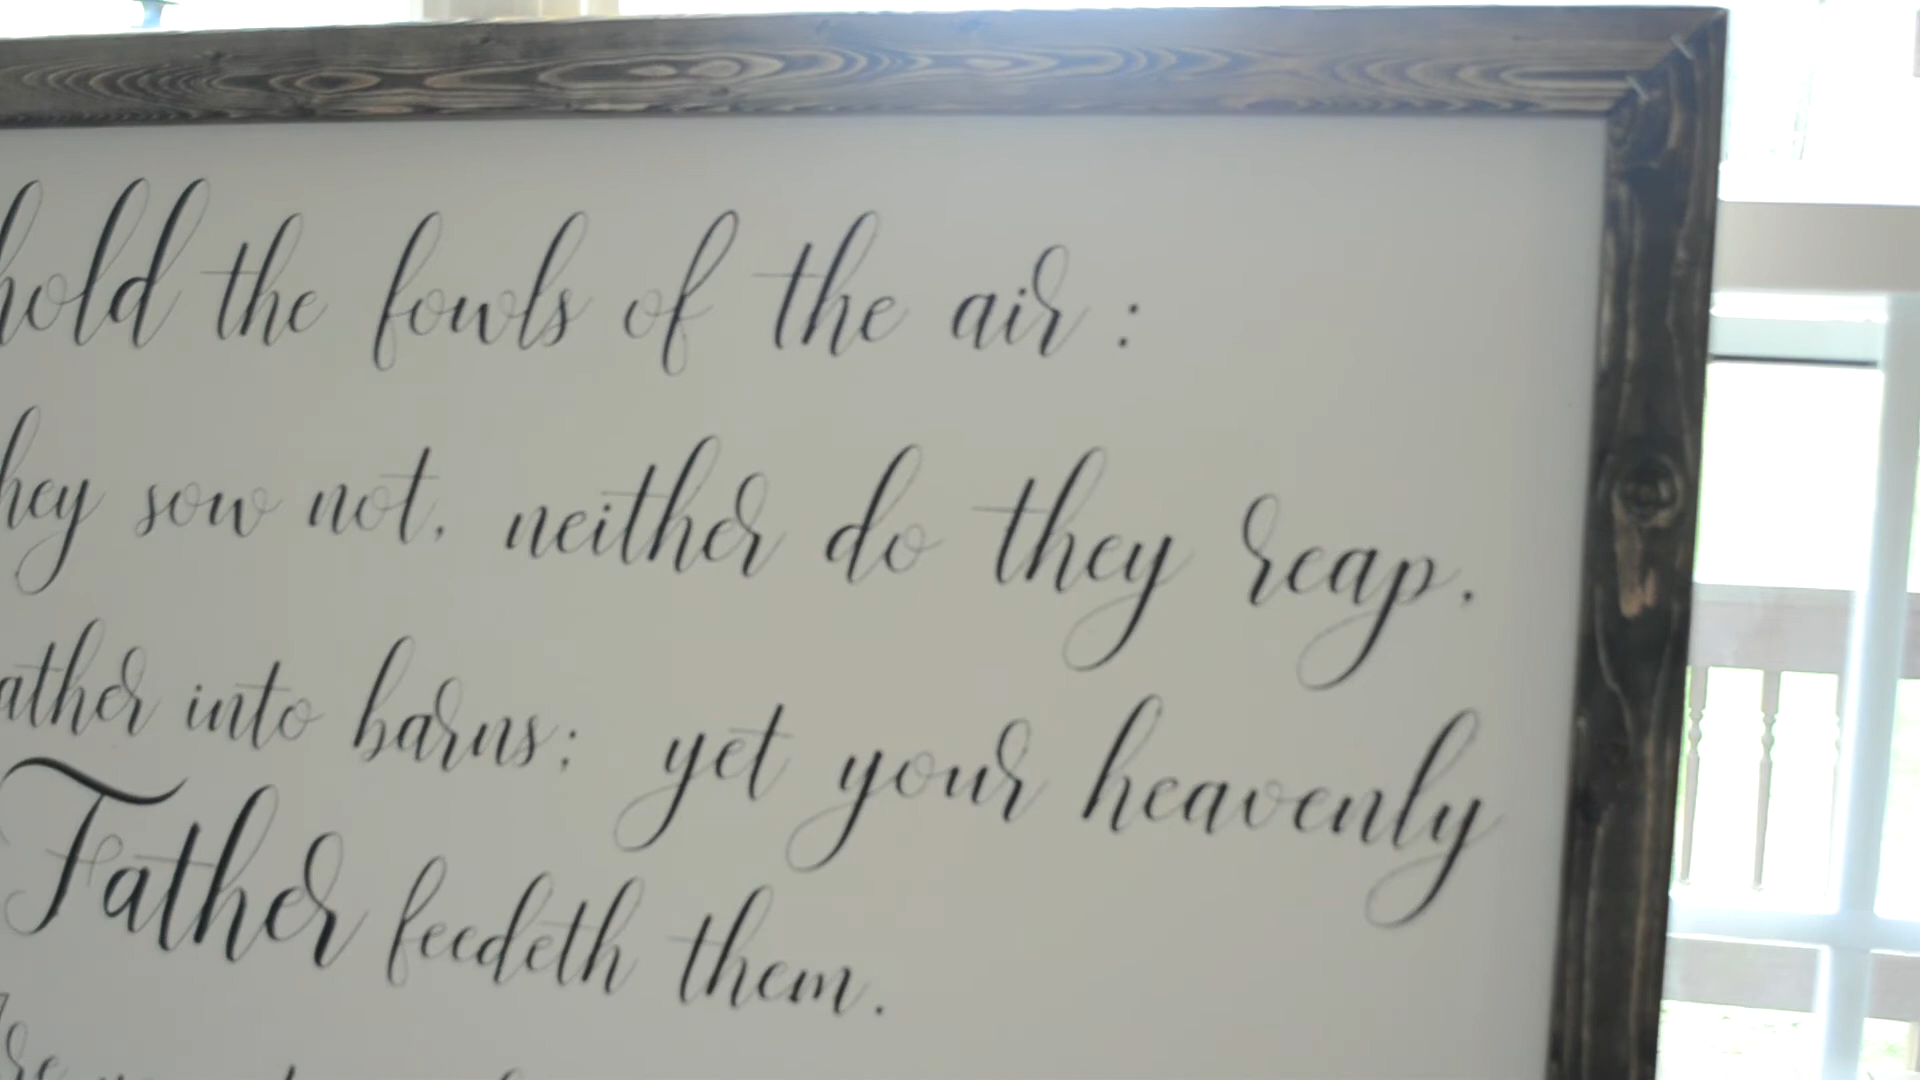 hold the fowls of the air :
hey sow not, neither do they reap,
ather into barns; yet your heavenly
Father feedeth them.